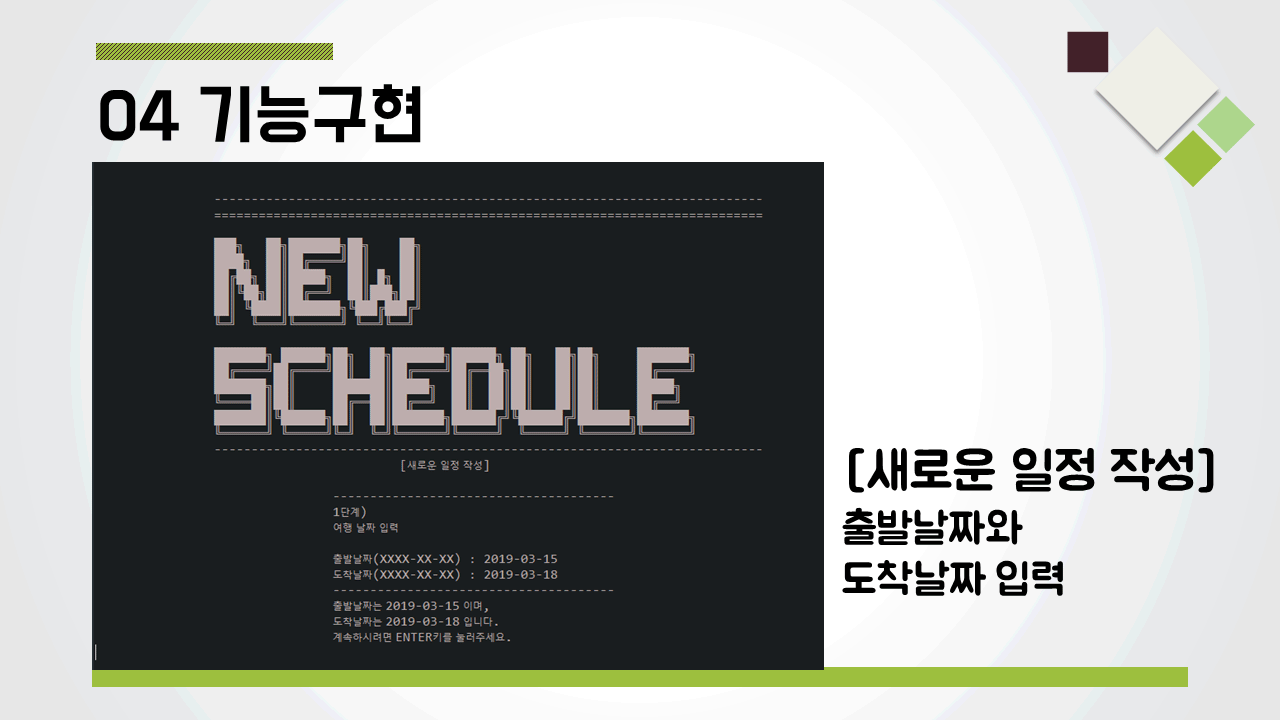 04 기능구현
------------------------------------------------------------------------
========================================================================
NEW
SCHEDULE
------------------------------------------------------------------------
[새로운 일정 작성]
-------------------------------------
1단계)
여행 날짜 입력
출발날짜(XXXX-XX-XX) : 2019-03-15
도착날짜(XXXX-XX-XX) : 2019-03-18
-------------------------------------
출발날짜는 2019-03-15 이며,
도착날짜는 2019-03-18 입니다.
계속하시려면 ENTER키를 눌러주세요.
[새로운 일정 작성]
출발날짜와
도착날짜 입력